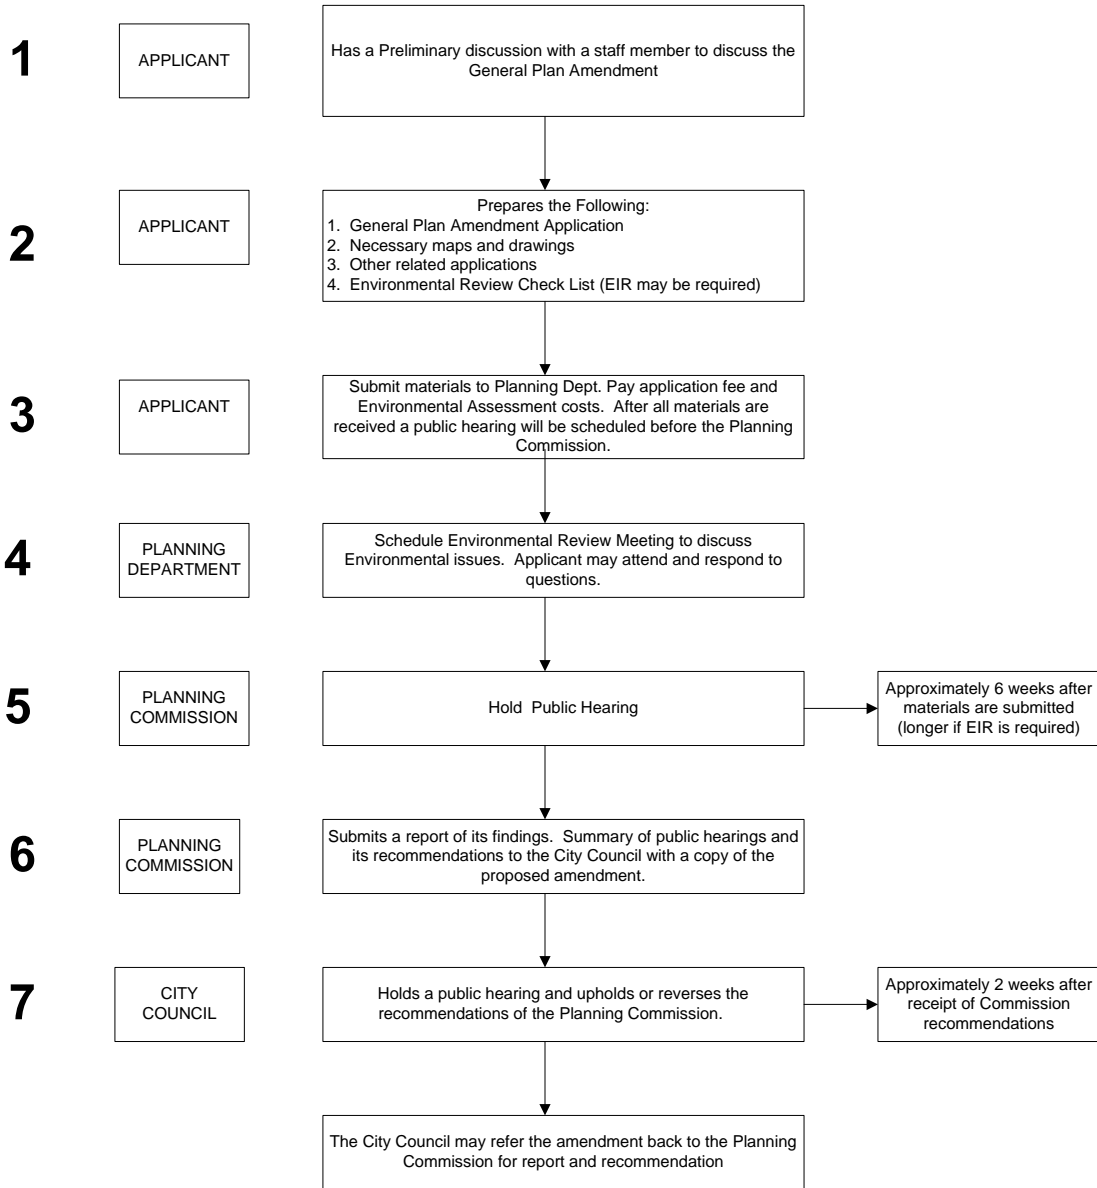 1
APPLICANT
Has a Preliminary discussion with a staff member to discuss the
General Plan Amendment
2
APPLICANT
Prepares the Following:
1. General Plan Amendment Application
2. Necessary maps and drawings
3. Other related applications
4. Environmental Review Check List (EIR may be required)
3
APPLICANT
Submit materials to Planning Dept. Pay application fee and
Environmental Assessment costs. After all materials are
received a public hearing will be scheduled before the Planning
Commission.
4
PLANNING
DEPARTMENT
Schedule Environmental Review Meeting to discuss
Environmental issues. Applicant may attend and respond to
questions.
5
PLANNING
COMMISSION
Hold Public Hearing
Approximately 6 weeks after
materials are submitted
(longer if EIR is required)
6
PLANNING
COMMISSION
Submits a report of its findings. Summary of public hearings and
its recommendations to the City Council with a copy of the
proposed amendment.
7
CITY
COUNCIL
Holds a public hearing and upholds or reverses the
recommendations of the Planning Commission.
Approximately 2 weeks after
receipt of Commission
recommendations
The City Council may refer the amendment back to the Planning
Commission for report and recommendation